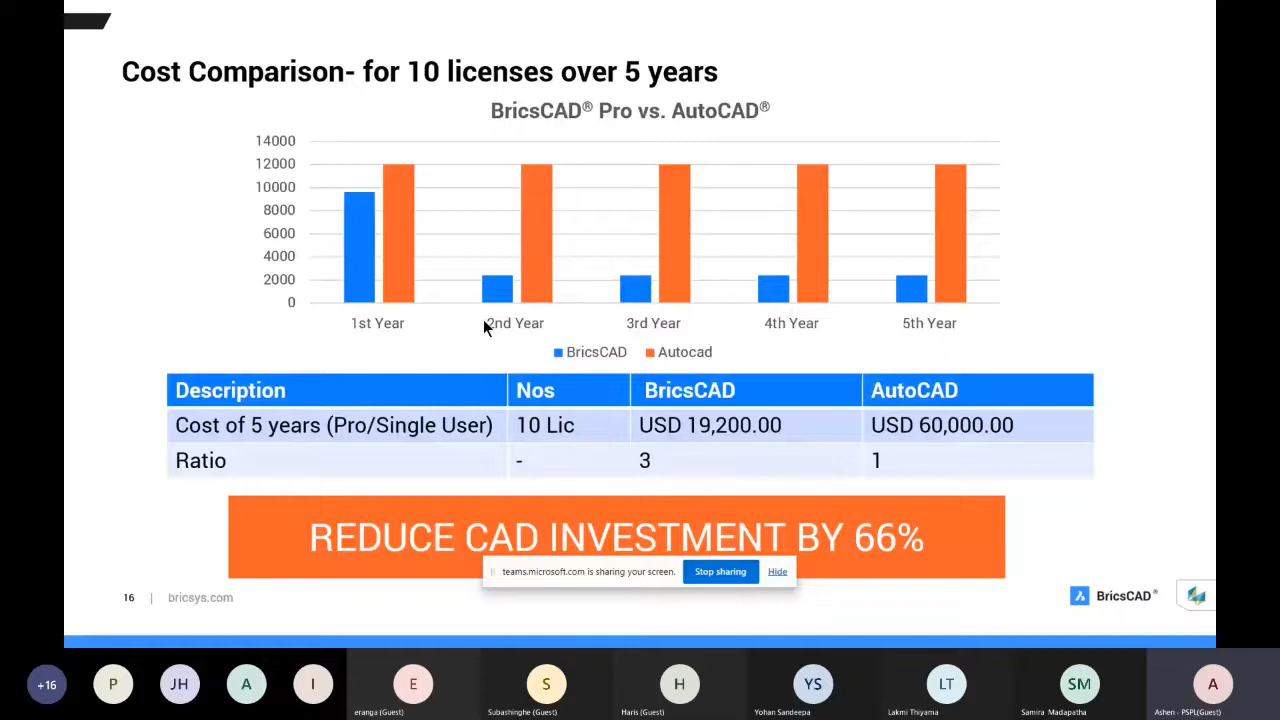 Cost Comparison- for 10 licenses over 5 years
BricsCAD® Pro vs. AutoCAD®
14000
12000
10000
8000
6000
4000
2000
0
1st Year 2nd Year 3rd Year 4th Year 5th Year
BricsCAD Autocad
Description Nos BricsCAD AutoCAD
Cost of 5 years (Pro/Single User) 10 Lic USD 19,200.00 USD 60,000.00
Ratio - 3 1
REDUCE CAD INVESTMENT BY 66%
teams.microsoft.com is sharing your screen. Stop sharing Hide
16 | bricsys.com BricsCAD®
+16 P JH A I E S H YS LT SM A
eranga (Guest) Subashinghe (Guest) Haris (Guest) Yohan Sandeepa Lakmi Thiyama Samira Madapatha Ashen - PSPL(Guest)